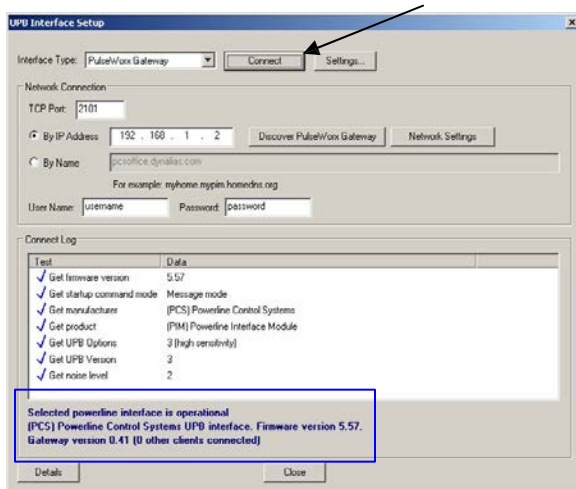 UPB Interface Setup
Interface Type: PulseWorx Gateway Connect Settings...
Network Connection
TCP Port: 2101
By IP Address 192 . 168 . 1 . 2 Discover PulseWorx Gateway Network Settings
By Name pcsoffice.dynalias.com
For example: myhome.mypim.homedns.org
User Name: username Password: password
Connect Log
Test Data
Get firmware version 5.57
Get startup command mode Message mode
Get manufacturer (PCS) Powerline Control Systems
Get product (PIM) Powerline Interface Module
Get UPB Options 3 (high sensitivity)
Get UPB Version 3
Get noise level 2
Selected powerline interface is operational
(PCS) Powerline Control Systems UPB interface. Firmware version 5.57.
Gateway version 0.41 (0 other clients connected)
Details Close